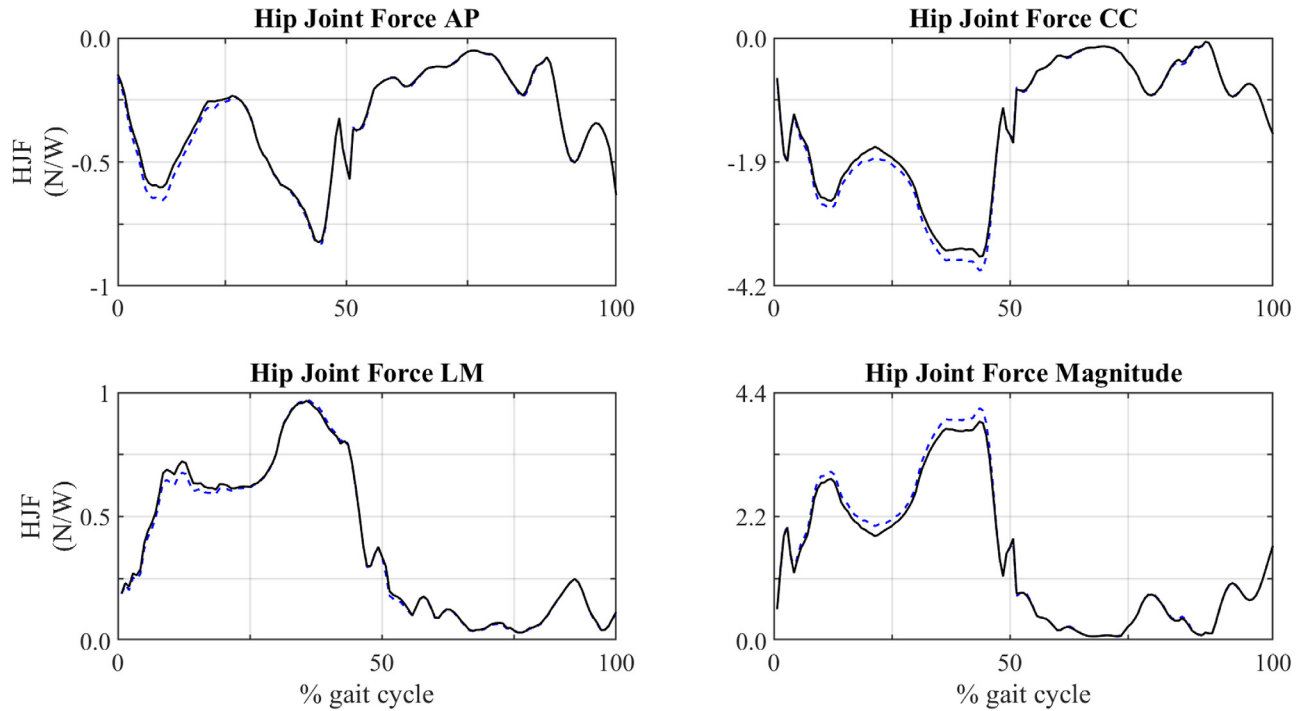 Hip Joint Force AP
0.0
-0.5
-1
HJF
(N/W)
0
50
100
Hip Joint Force CC
0.0
-1.9
-4.2
0
50
100
Hip Joint Force LM
1
0.5
0.0
HJF
(N/W)
0
50
100
% gait cycle
Hip Joint Force Magnitude
4.4
2.2
0.0
0
50
100
% gait cycle